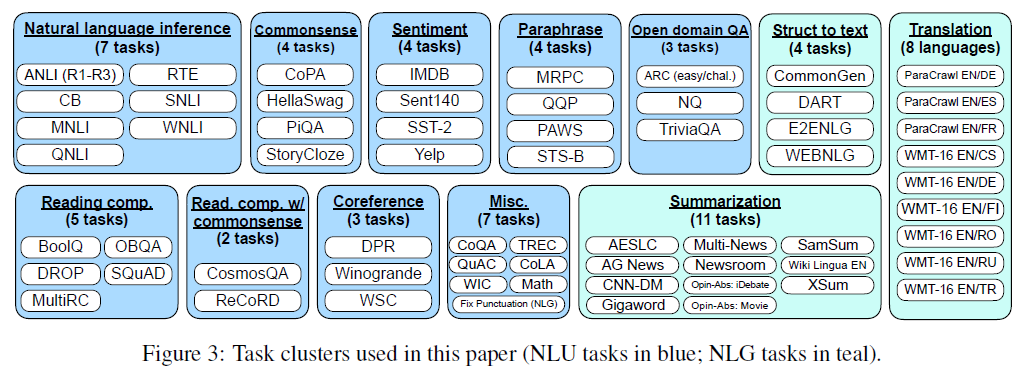 Natural language inference
(7 tasks)
ANLI (R1-R3)
RTE
CB
SNLI
MNLI
WNLI
QNLI
Commonsense
(4 tasks)
CoPA
HellaSwag
PiQA
StoryCloze
Sentiment
(4 tasks)
IMDB
Sent140
SST-2
Yelp
Paraphrase
(4 tasks)
MRPC
QQP
PAWS
STS-B
Open domain QA
(3 tasks)
ARC (easy/chal.)
NQ
TriviaQA
Struct to text
(4 tasks)
CommonGen
DART
E2ENLG
WEBNLG
Translation
(8 languages)
ParaCrawl EN/DE
ParaCrawl EN/ES
ParaCrawl EN/FR
WMT-16 EN/CS
WMT-16 EN/DE
WMT-16 EN/FI
WMT-16 EN/RO
WMT-16 EN/RU
WMT-16 EN/TR
Reading comp.
(5 tasks)
BoolQ
OBQA
DROP
SQuAD
MultiRC
Read. comp. w/
commonsense
(2 tasks)
CosmosQA
ReCoRD
Coreference
(3 tasks)
DPR
Winogrande
WSC
Misc.
(7 tasks)
CoQA
TREC
QuAC
CoLA
WIC
Math
Fix Punctuation (NLG)
Summarization
(11 tasks)
AESLC
Multi-News
SamSum
AG News
Newsroom
Wiki Lingua EN
CNN-DM
Opin-Abs: iDebate
XSum
Gigaword
Opin-Abs: Movie
Figure 3: Task clusters used in this paper (NLU tasks in blue; NLG tasks in teal).